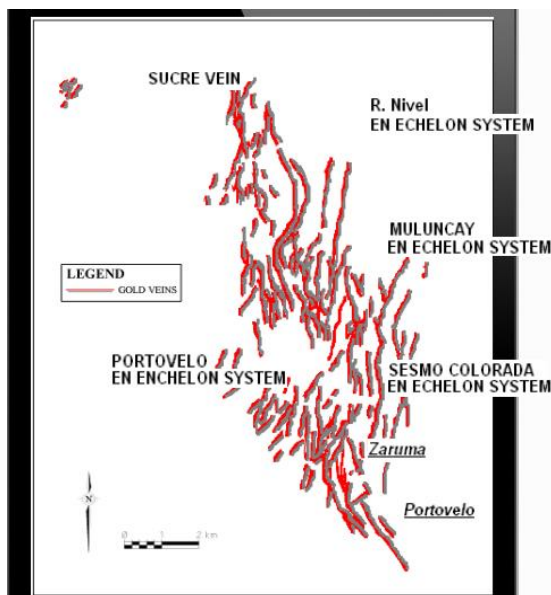 SUCRE VEIN
R. Nivel
EN ECHELON SYSTEM
MULUNCAY
EN ECHELON SYSTEM
LEGEND
GOLD VEINS
PORTOVELO
EN ENCHELON SYSTEM
SESMO COLORADA
EN ECHELON SYSTEM
Zaruma
Portovelo
N
0 1 2 km